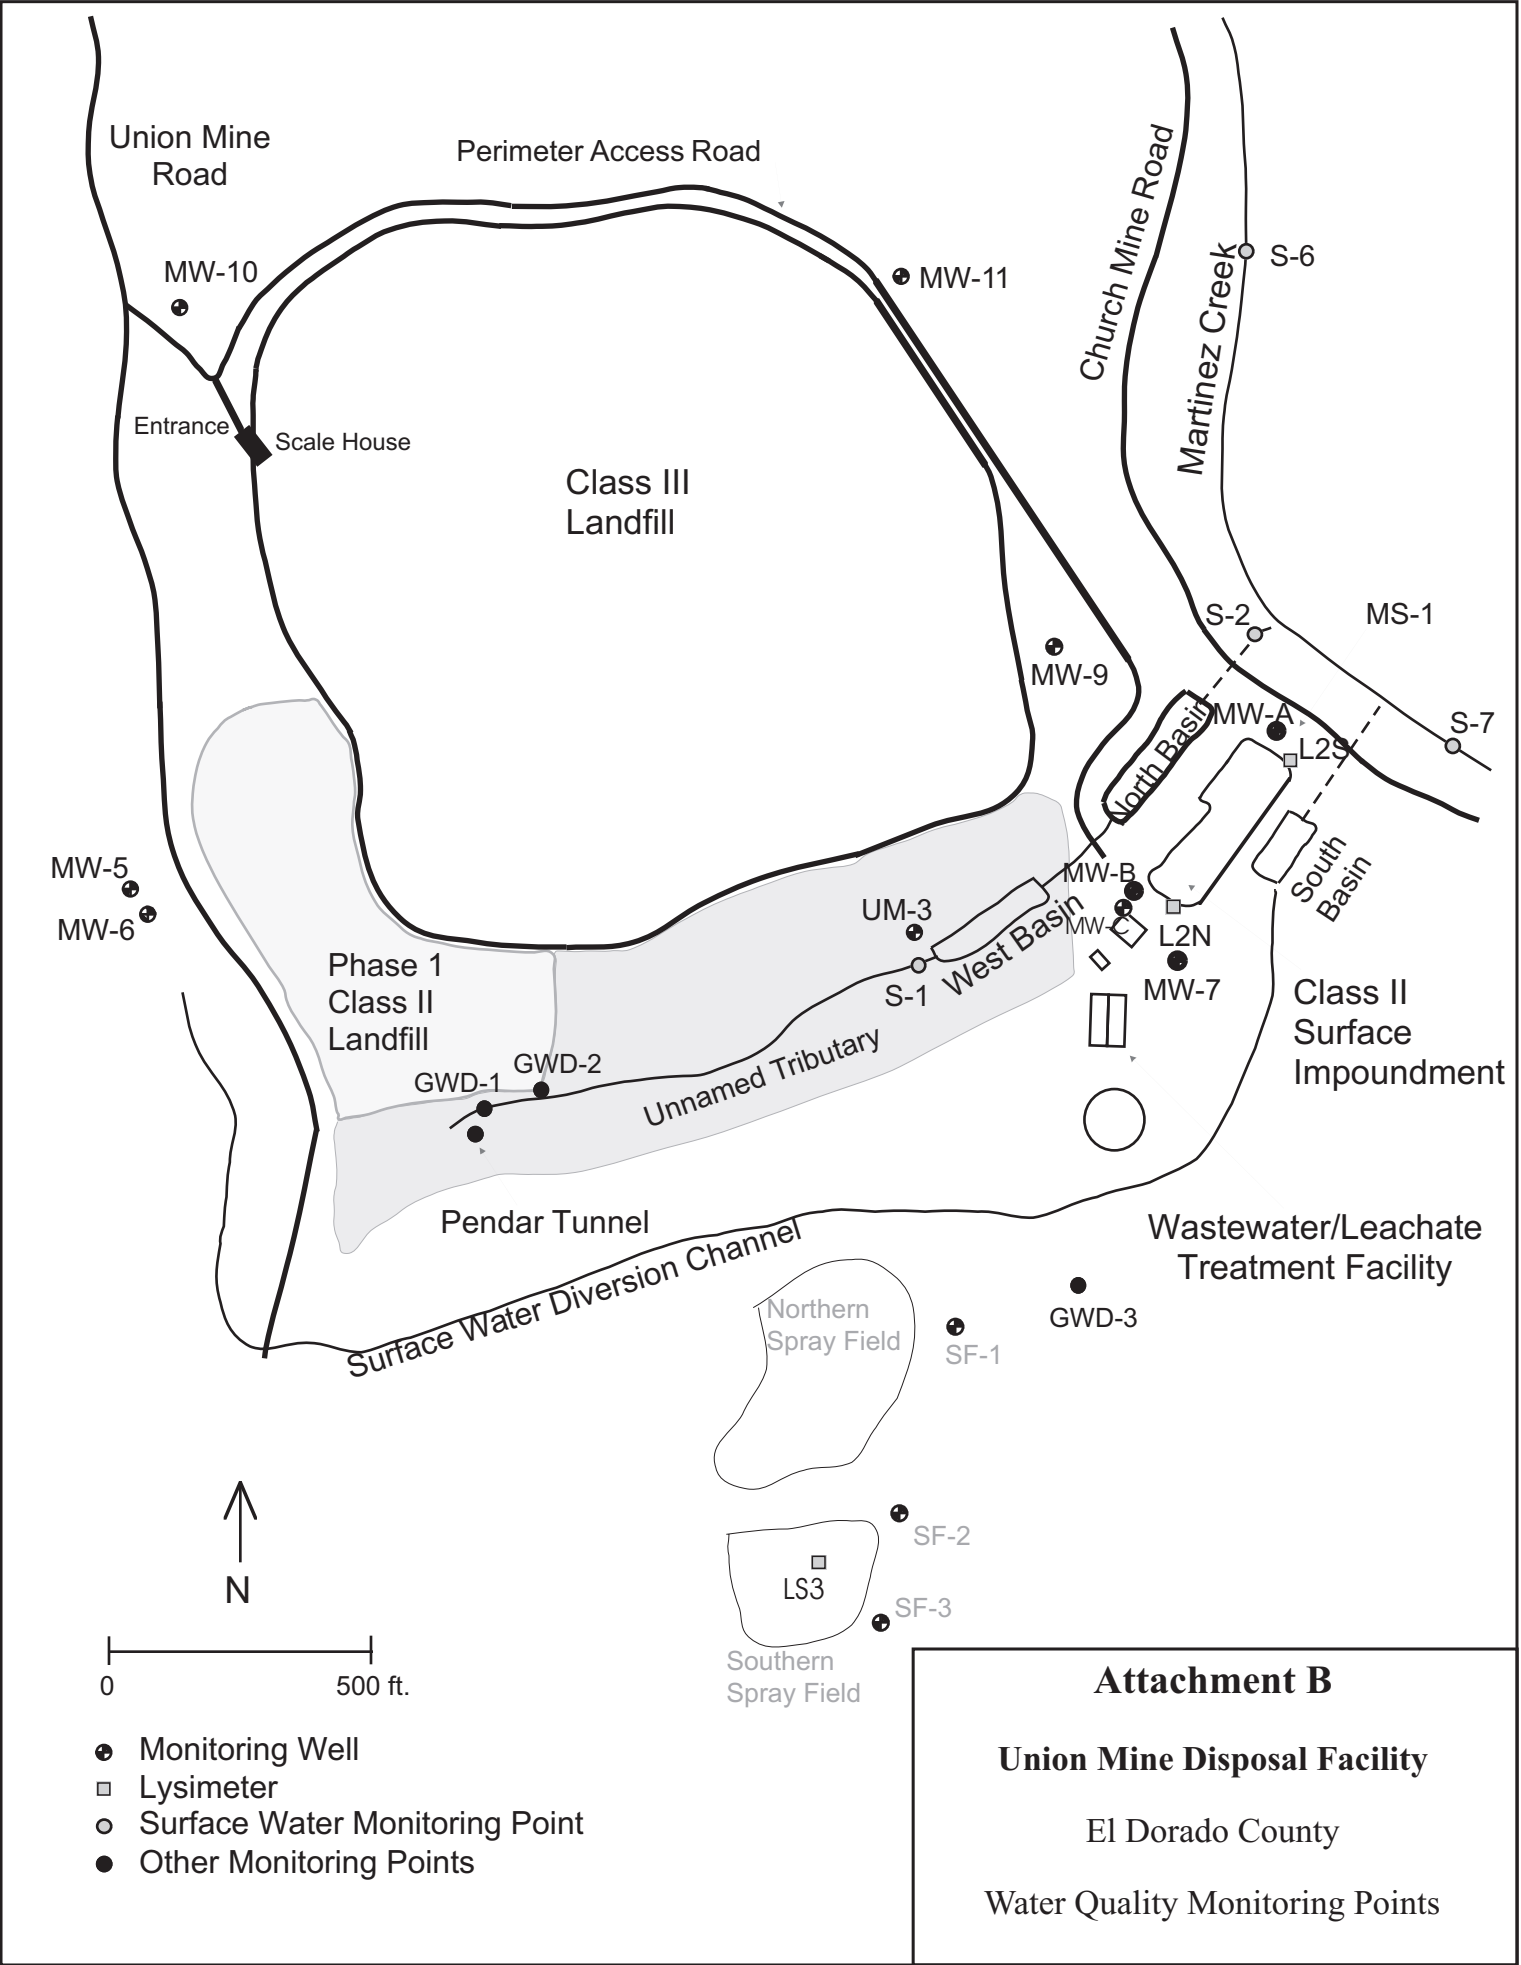 Union Mine
Road
Perimeter Access Road
Church Mine Road
Martinez Creek
S-6
MW-10
MW-11
Entrance
Scale House
Class III
Landfill
S-2
MS-1
MW-9
North Basin
MW-A
S-7
L2S
South
Basin
MW-5
MW-6
MW-B
UM-3
MW-C
West Basin
L2N
S-1
MW-7
Phase 1
Class II
Landfill
Class II
Surface
Impoundment
GWD-2
GWD-1
Unnamed Tributary
Pendar Tunnel
Surface Water Diversion Channel
Wastewater/Leachate
Treatment Facility
Northern
Spray Field
GWD-3
SF-1
SF-2
LS3
SF-3
Southern
Spray Field
N
0 500 ft.
Monitoring Well
Lysimeter
Surface Water Monitoring Point
Other Monitoring Points
Attachment B
Union Mine Disposal Facility
El Dorado County
Water Quality Monitoring Points